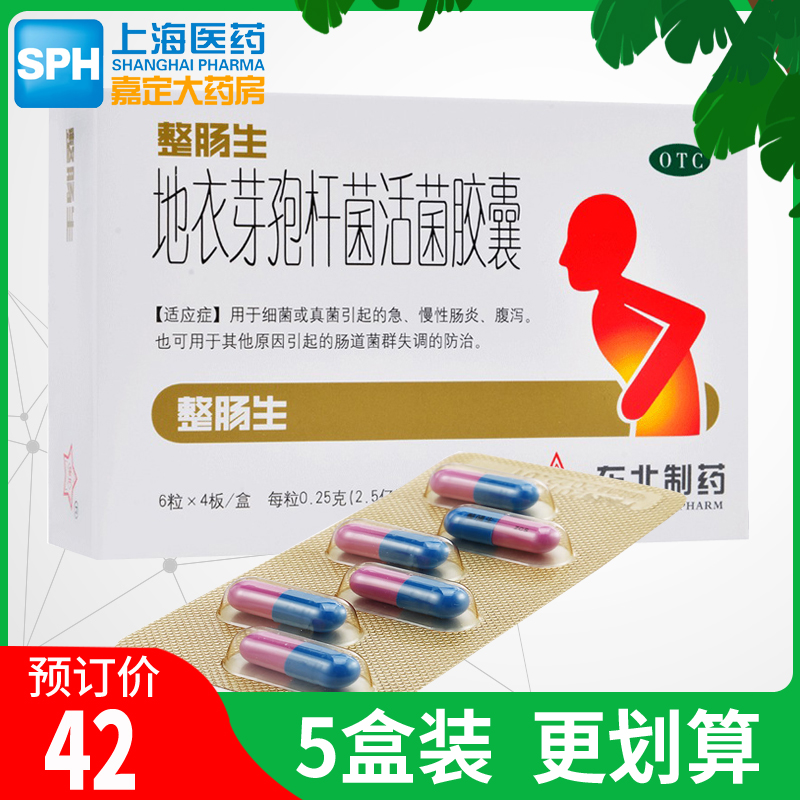 SPH
上海医药
SHANGHAI PHARMA
嘉定大药房
整肠生
OTC
地衣芽孢杆菌活菌胶囊
【适应症】用于细菌或真菌引起的急、慢性肠炎、腹泻。
也可用于其他原因引起的肠道菌群失调的防治。
整肠生
东北制药
PHARM
6粒×4板/盒 每粒0.25克(2.5亿
预订价
42
5盒装 更划算